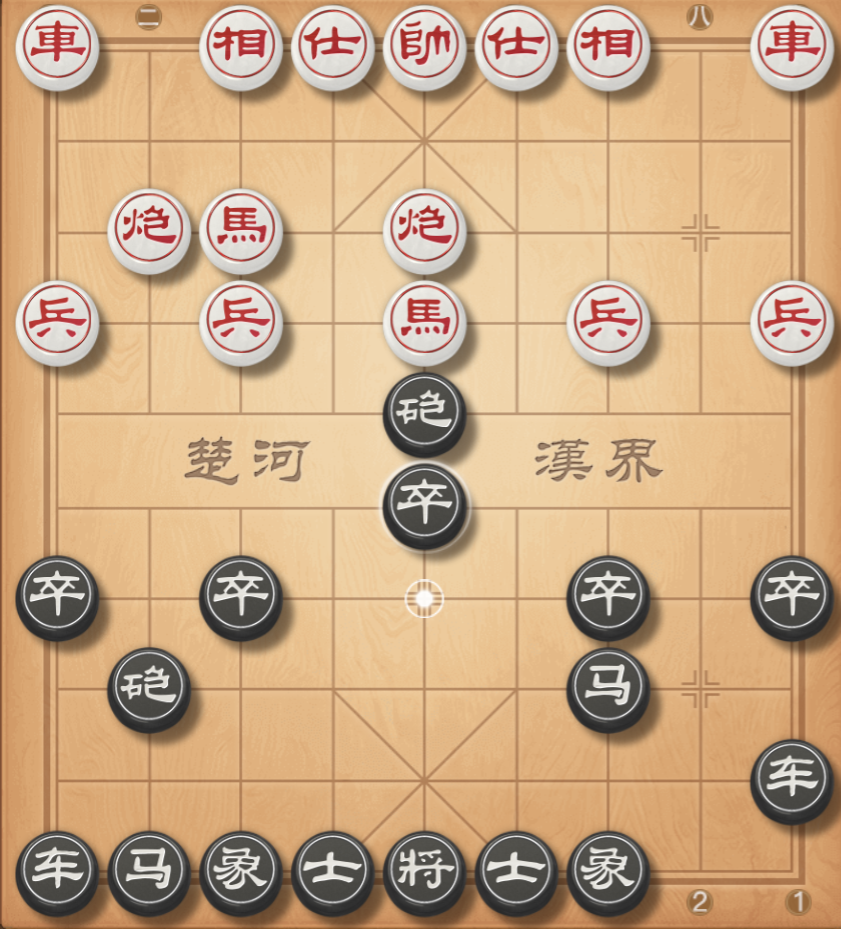 二 八
車 相 仕 帥 仕 相 車
炮 馬 炮
兵 兵 馬 兵 兵
砲
楚河 漢界
卒
卒 卒 卒 卒
砲 马
车
车 马 象 士 將 士 象
2 1